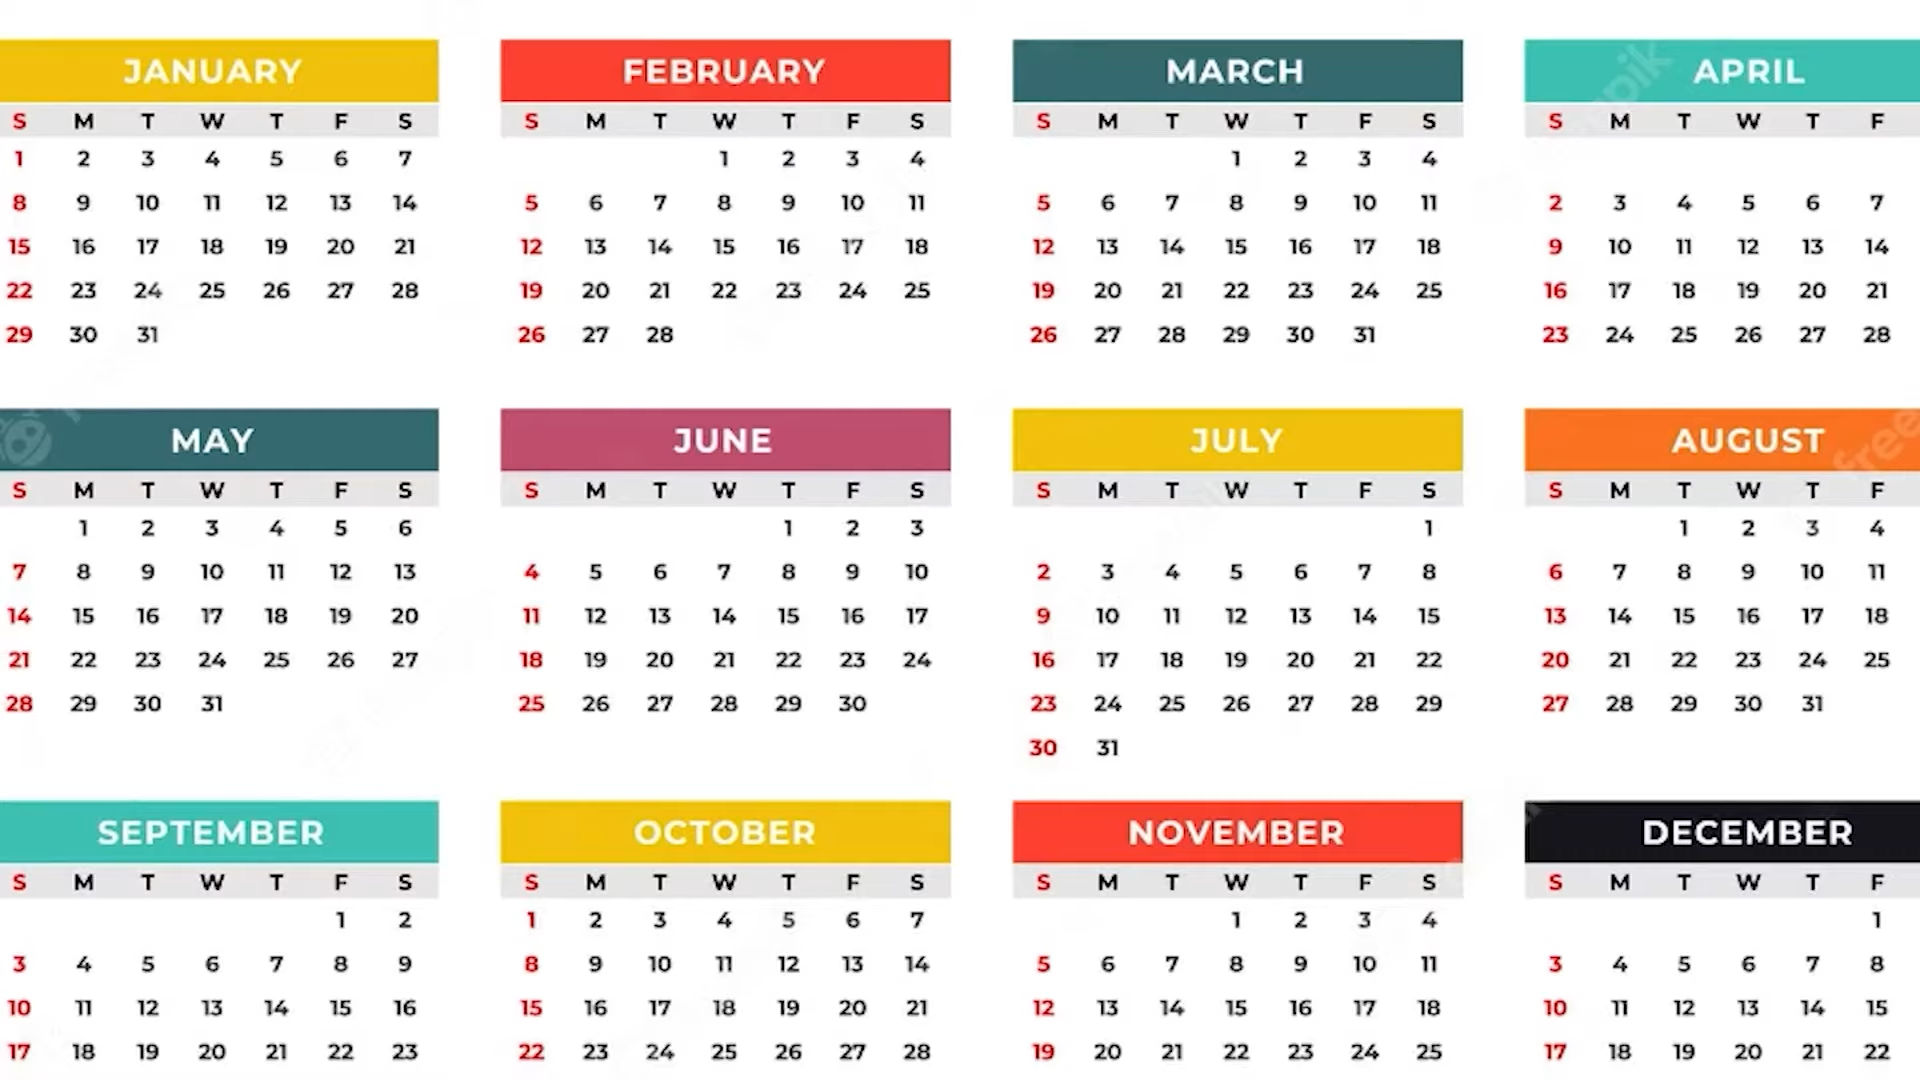 JANUARY
S M T W T F S
1 2 3 4 5 6 7
8 9 10 11 12 13 14
15 16 17 18 19 20 21
22 23 24 25 26 27 28
29 30 31
FEBRUARY
S M T W T F S
1 2 3 4
5 6 7 8 9 10 11
12 13 14 15 16 17 18
19 20 21 22 23 24 25
26 27 28
MARCH
S M T W T F S
1 2 3 4
5 6 7 8 9 10 11
12 13 14 15 16 17 18
19 20 21 22 23 24 25
26 27 28 29 30 31
APRIL
S M T W T F
2 3 4 5 6 7
9 10 11 12 13 14
16 17 18 19 20 21
23 24 25 26 27 28
MAY
S M T W T F S
1 2 3 4 5 6
7 8 9 10 11 12 13
14 15 16 17 18 19 20
21 22 23 24 25 26 27
28 29 30 31
JUNE
S M T W T F S
1 2 3
4 5 6 7 8 9 10
11 12 13 14 15 16 17
18 19 20 21 22 23 24
25 26 27 28 29 30
JULY
S M T W T F S
1
2 3 4 5 6 7 8
9 10 11 12 13 14 15
16 17 18 19 20 21 22
23 24 25 26 27 28 29
30 31
AUGUST
S M T W T F
1 2 3 4
6 7 8 9 10 11
13 14 15 16 17 18
20 21 22 23 24 25
27 28 29 30 31
SEPTEMBER
S M T W T F S
1 2
3 4 5 6 7 8 9
10 11 12 13 14 15 16
17 18 19 20 21 22 23
OCTOBER
S M T W T F S
1 2 3 4 5 6 7
8 9 10 11 12 13 14
15 16 17 18 19 20 21
22 23 24 25 26 27 28
NOVEMBER
S M T W T F S
1 2 3 4
5 6 7 8 9 10 11
12 13 14 15 16 17 18
19 20 21 22 23 24 25
DECEMBER
S M T W T F
1
3 4 5 6 7 8
10 11 12 13 14 15
17 18 19 20 21 22